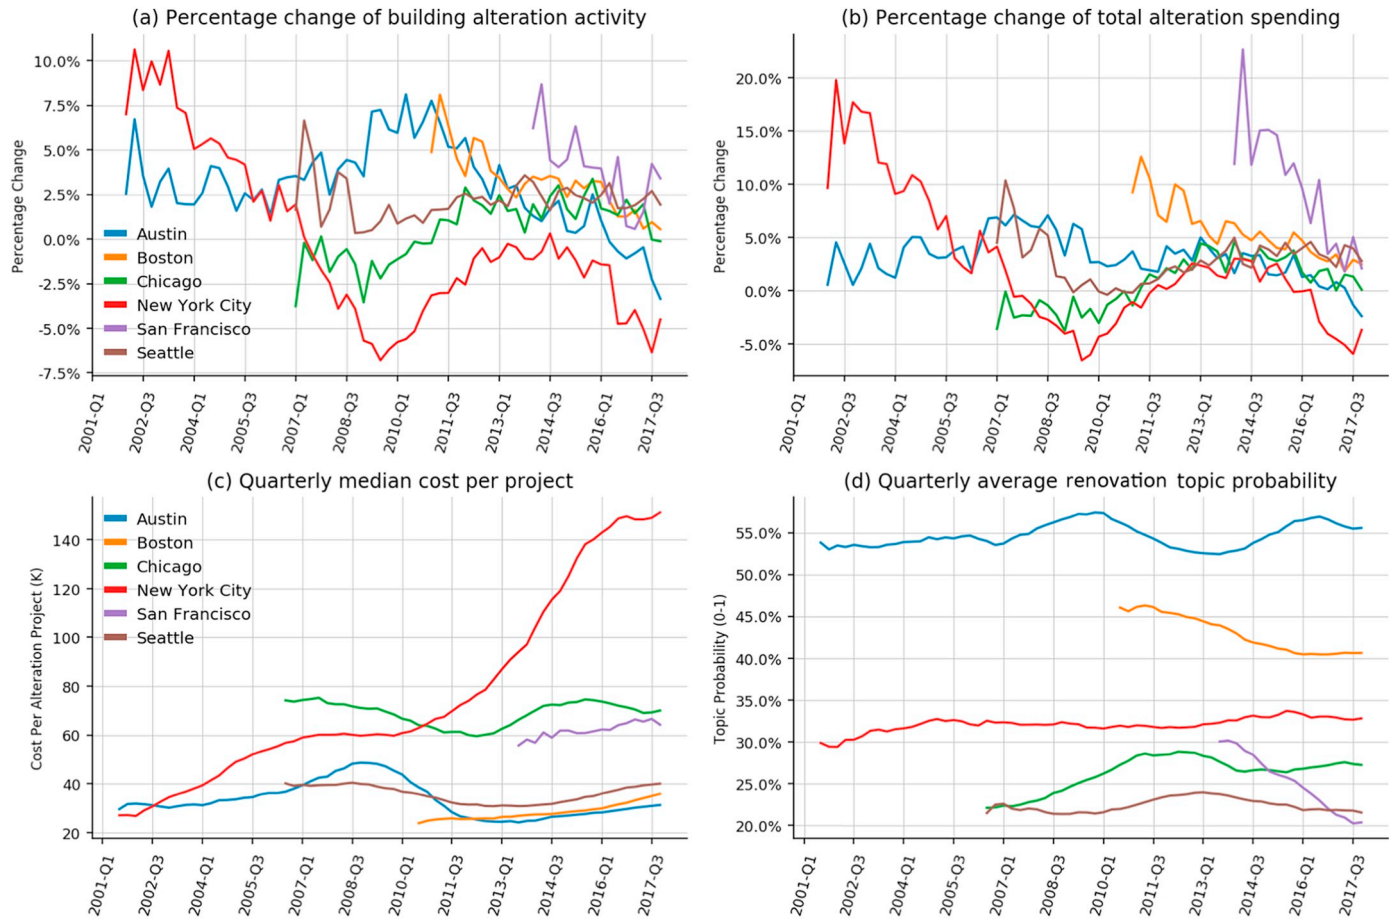 (a) Percentage change of building alteration activity
Percentage Change
10.0%
7.5%
5.0%
2.5%
0.0%
-2.5%
-5.0%
-7.5%
Austin
Boston
Chicago
New York City
San Francisco
Seattle
2001-Q1
2002-Q3
2004-Q1
2005-Q3
2007-Q1
2008-Q3
2010-Q1
2011-Q3
2013-Q1
2014-Q3
2016-Q1
2017-Q3
(b) Percentage change of total alteration spending
Percentage Change
20.0%
15.0%
10.0%
5.0%
0.0%
-5.0%
2001-Q1
2002-Q3
2004-Q1
2005-Q3
2007-Q1
2008-Q3
2010-Q1
2011-Q3
2013-Q1
2014-Q3
2016-Q1
2017-Q3
(c) Quarterly median cost per project
Cost Per Alteration Project (K)
140
120
100
80
60
40
20
Austin
Boston
Chicago
New York City
San Francisco
Seattle
2001-Q1
2002-Q3
2004-Q1
2005-Q3
2007-Q1
2008-Q3
2010-Q1
2011-Q3
2013-Q1
2014-Q3
2016-Q1
2017-Q3
(d) Quarterly average renovation topic probability
Topic Probability (0-1)
55.0%
50.0%
45.0%
40.0%
35.0%
30.0%
25.0%
20.0%
2001-Q1
2002-Q3
2004-Q1
2005-Q3
2007-Q1
2008-Q3
2010-Q1
2011-Q3
2013-Q1
2014-Q3
2016-Q1
2017-Q3